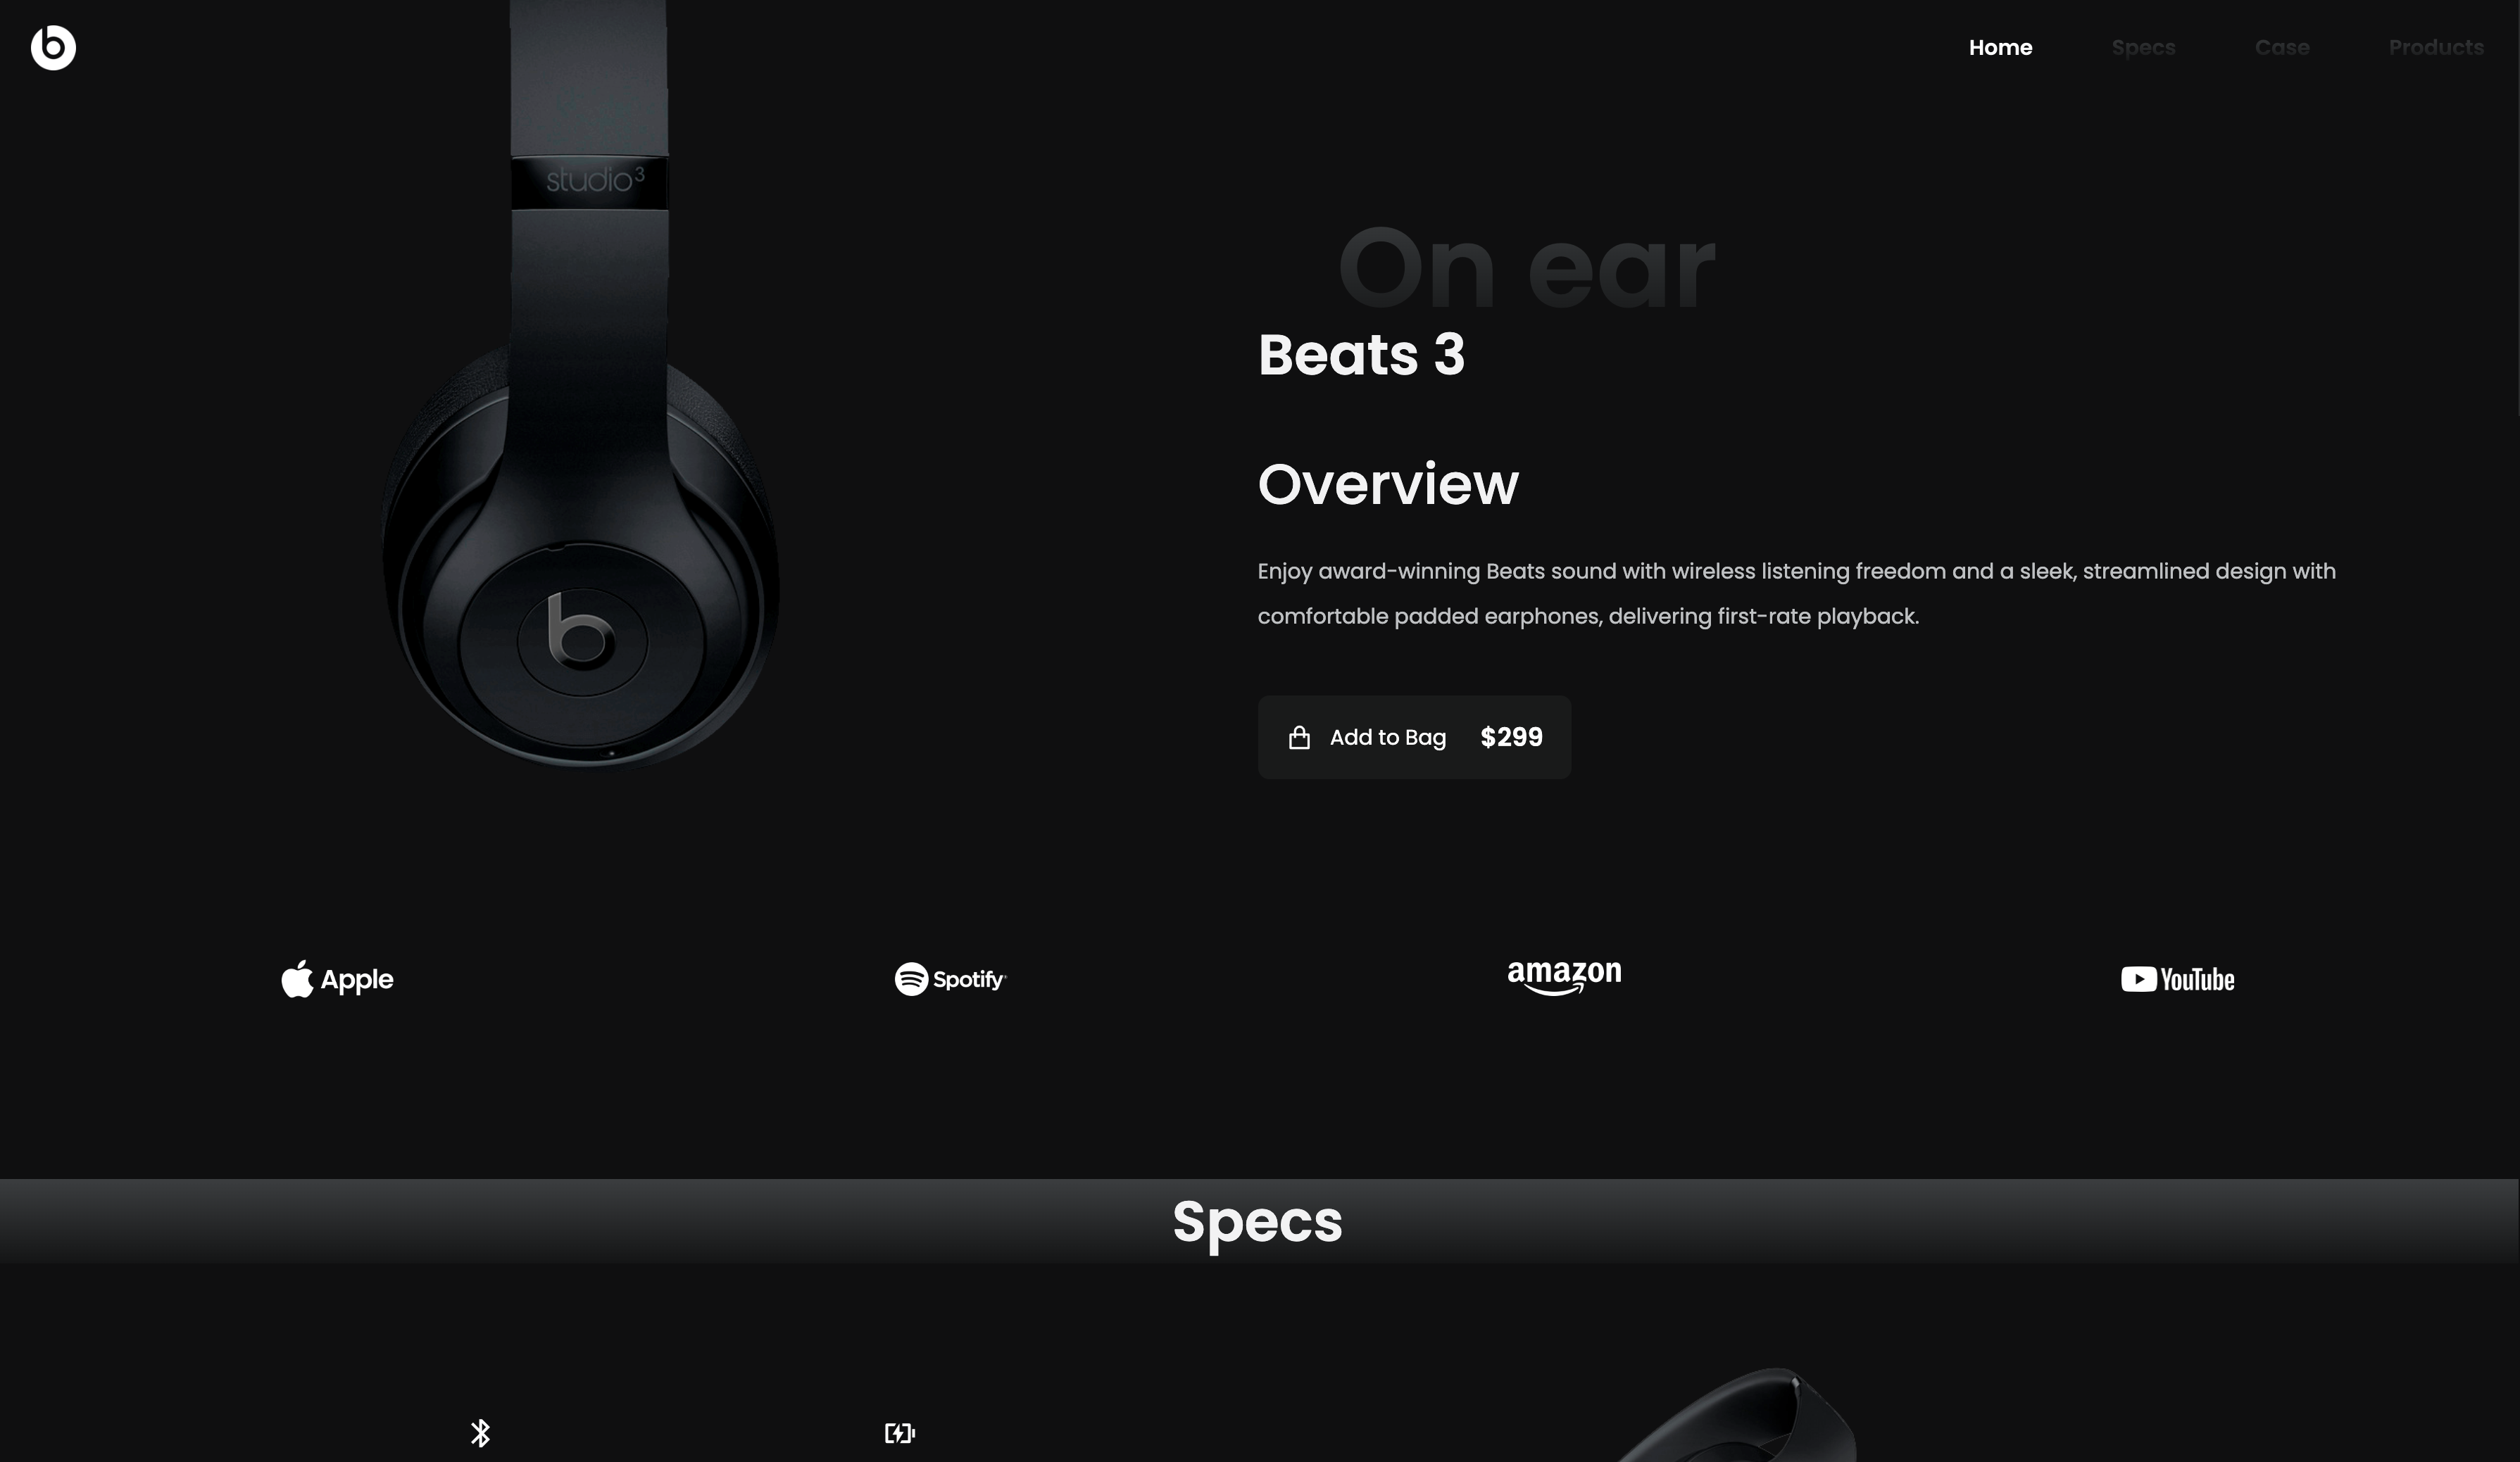 Home Specs Case Products
studio3
On ear
Beats 3
Overview
Enjoy award-winning Beats sound with wireless listening freedom and a sleek, streamlined design with
comfortable padded earphones, delivering first-rate playback.
Add to Bag $299
Apple Spotify amazon YouTube
Specs